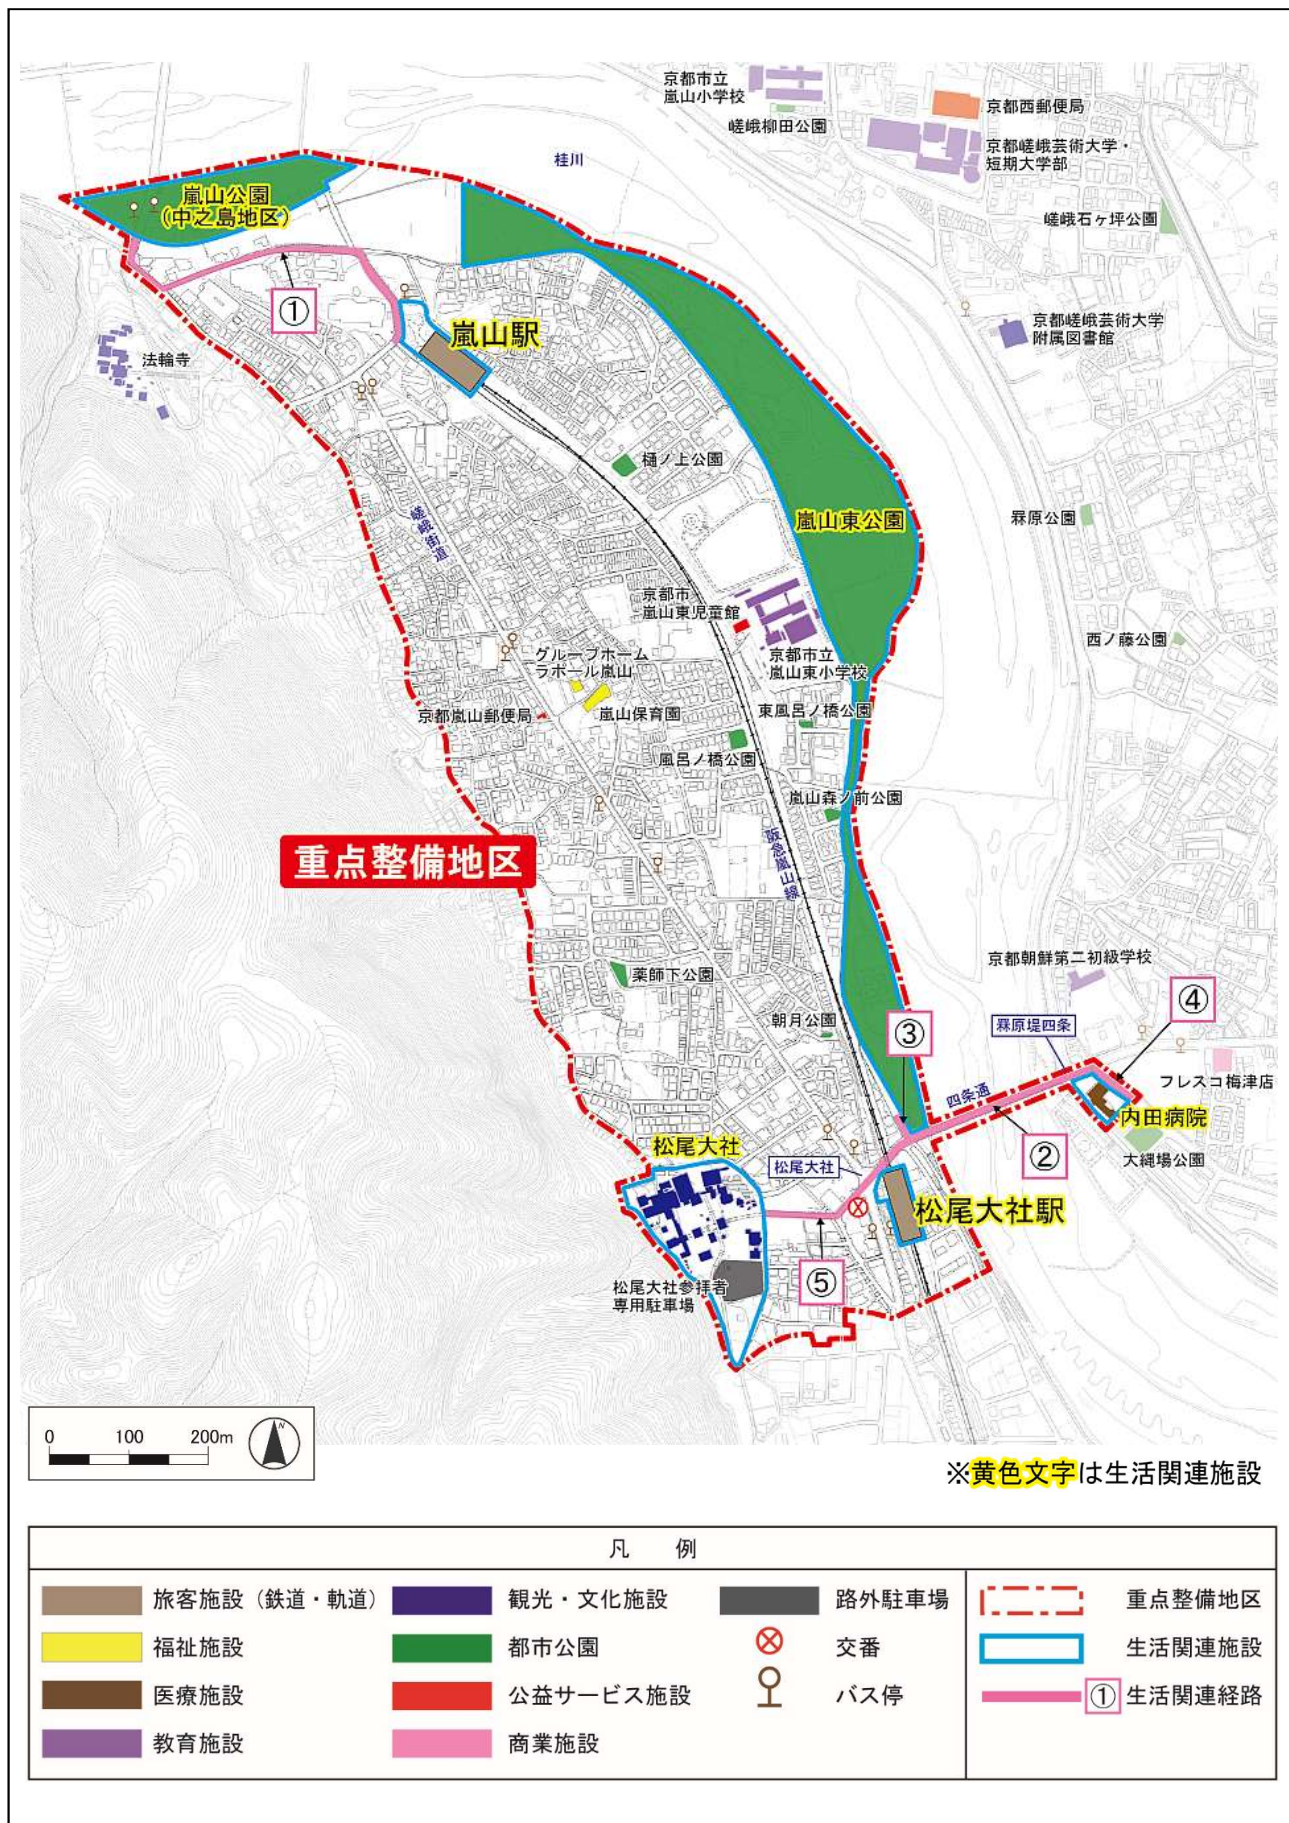 京都市立
嵐山小学校
嵯峨柳田公園
京都西郵便局
京都嵯峨芸術大学・
短期大学部
桂川
嵐山公園
(中之島地区)
嵯峨石ヶ坪公園
①
嵐山駅
京都嵯峨芸術大学
附属図書館
法輪寺
樋ノ上公園
嵯峨街道
嵐山東公園
罧原公園
京都市
嵐山東児童館
西ノ藤公園
グループホーム
ラポール嵐山
京都市立
嵐山東小学校
京都嵐山郵便局
嵐山保育園
東風呂ノ橋公園
風呂ノ橋公園
嵐山森ノ前公園
重点整備地区
阪急嵐山線
京都朝鮮第二初級学校
薬師下公園
④
朝月公園
③
罧原堤四条
フレスコ梅津店
四条通
内田病院
松尾大社
松尾大社
②
大縄場公園
松尾大社駅
⑤
松尾大社参拝者
専用駐車場
0 100 200m
N
※黄色文字は生活関連施設
凡 例
旅客施設(鉄道・軌道)
観光・文化施設
路外駐車場
重点整備地区
福祉施設
都市公園
交番
生活関連施設
医療施設
公益サービス施設
バス停
① 生活関連経路
教育施設
商業施設